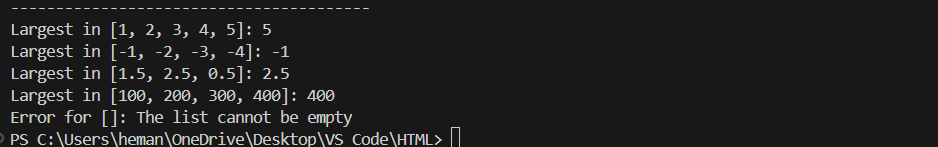 ----------------------------------------
Largest in [1, 2, 3, 4, 5]: 5
Largest in [-1, -2, -3, -4]: -1
Largest in [1.5, 2.5, 0.5]: 2.5
Largest in [100, 200, 300, 400]: 400
Error for []: The list cannot be empty
PS C:\Users\heman\OneDrive\Desktop\VS Code\HTML>